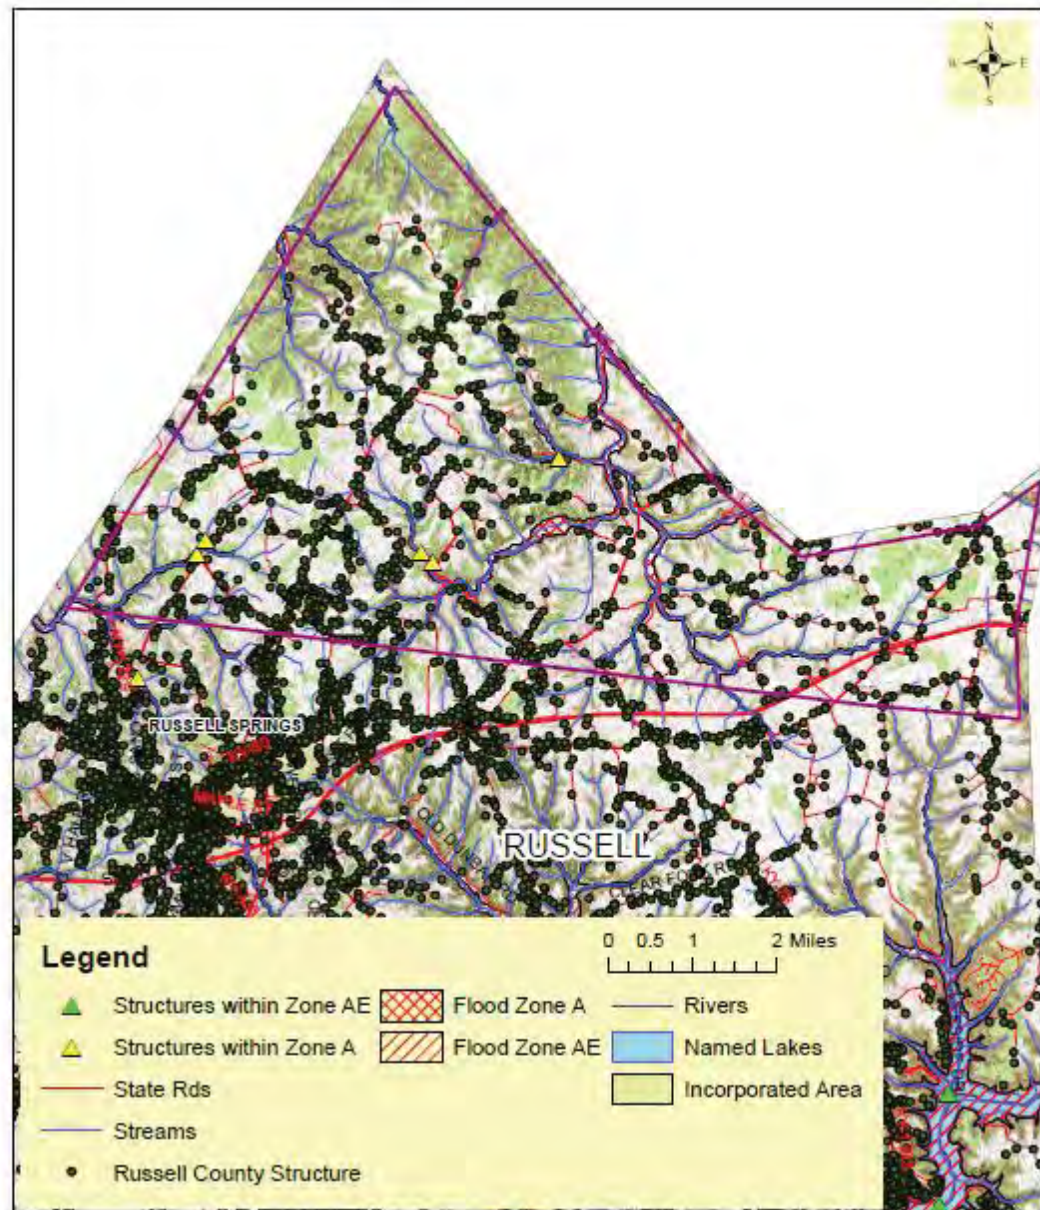 N
W E
S
RUSSELL SPRINGS
RUSSELL
Legend
0 0.5 1 2 Miles
Structures within Zone AE
Flood Zone A
Rivers
Structures within Zone A
Flood Zone AE
Named Lakes
State Rds
Incorporated Area
Streams
Russell County Structure